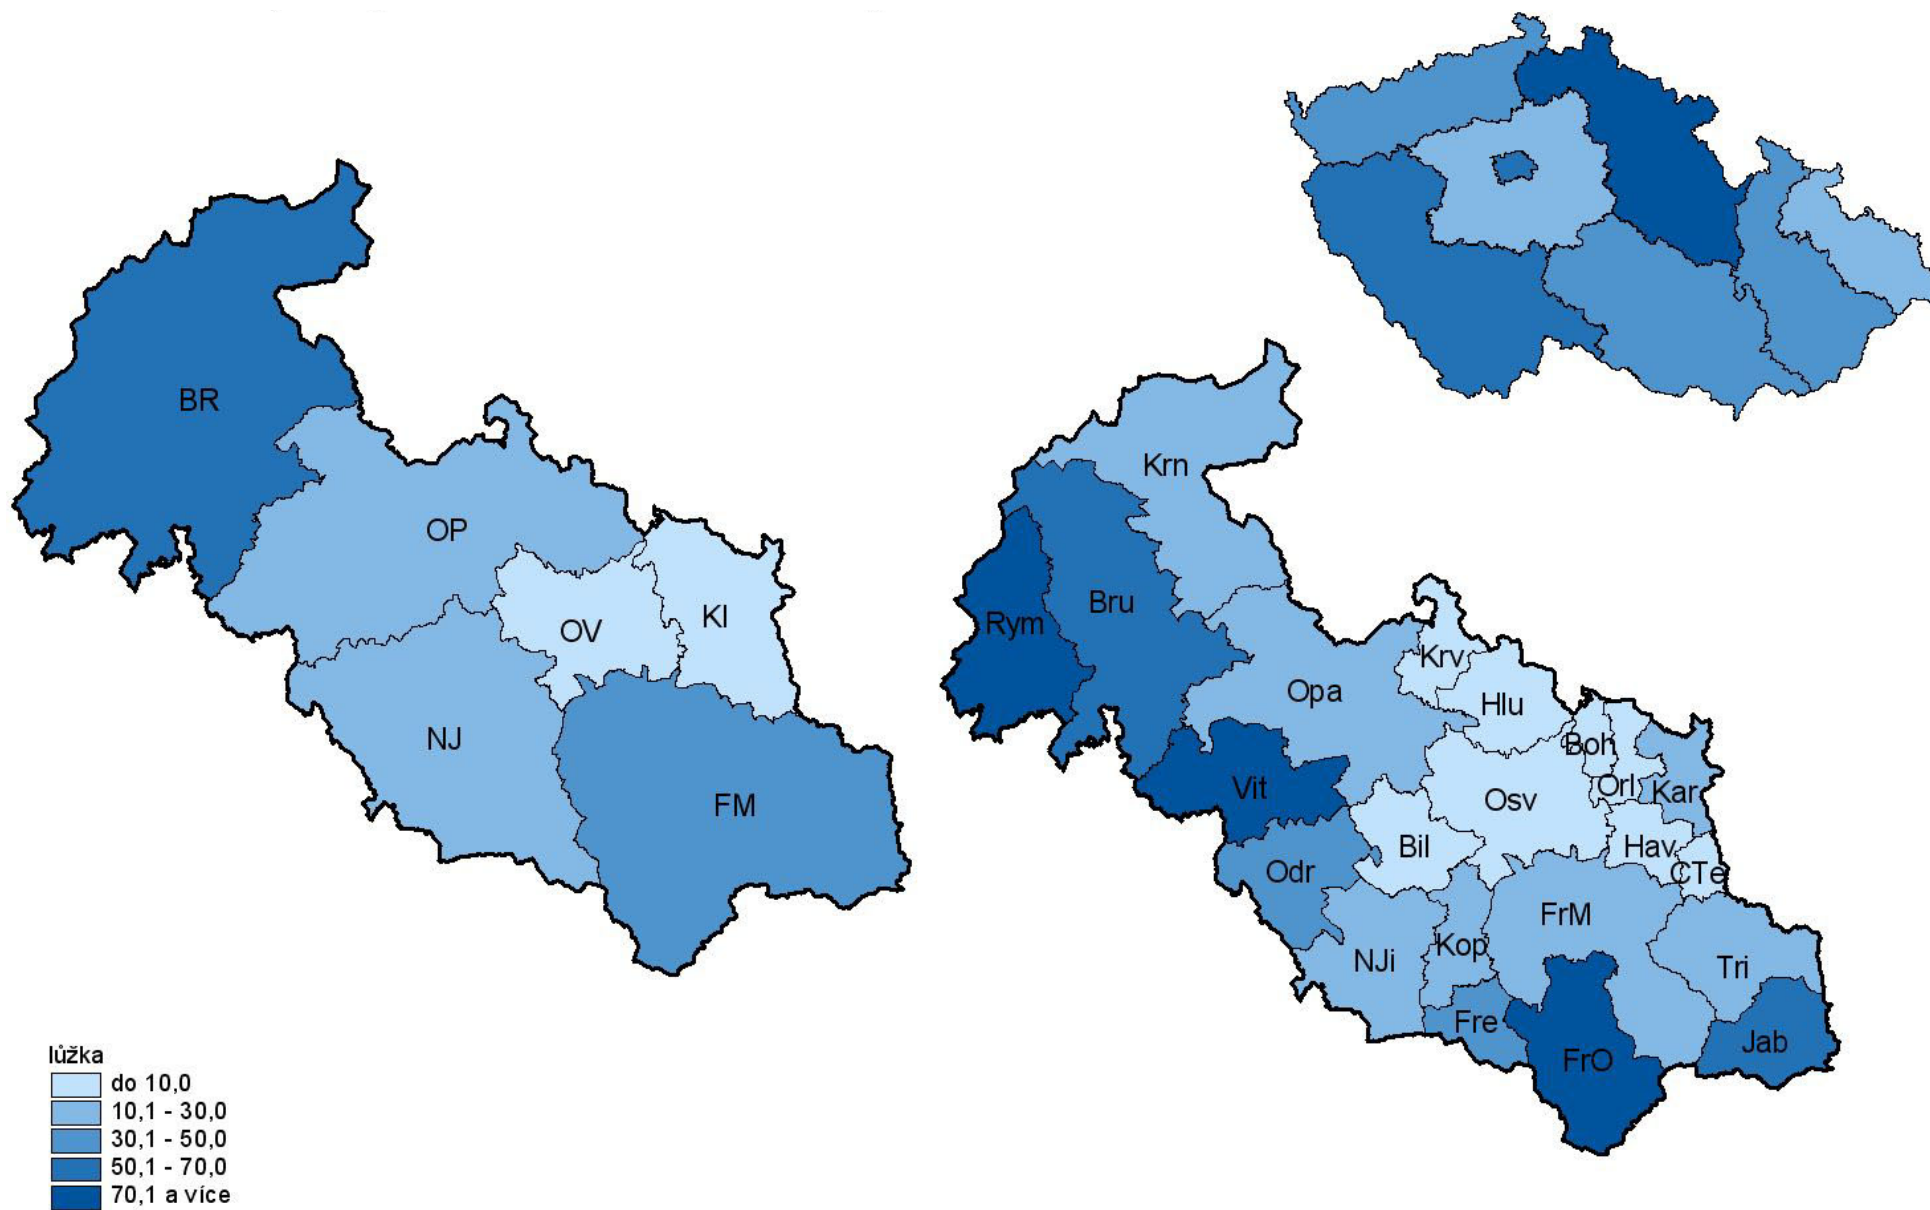 BR
OP
OV
KI
NJ
FM
Krn
Rym
Bru
Krv
Opa
Hlu
Boh
Vit
Osv
Orl
Kar
Bil
Hav
Odr
CTe
FrM
Kop
NJi
Tri
Fre
Jab
FrO
lůžka
do 10,0
10,1 - 30,0
30,1 - 50,0
50,1 - 70,0
70,1 a více